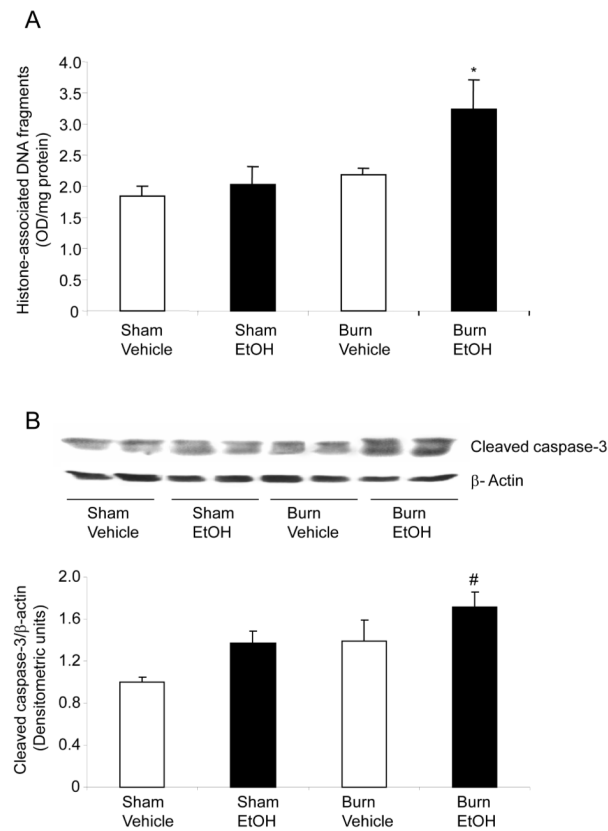 A
Histone-associated DNA fragments
(OD/mg protein)
4.0
3.5
3.0
2.5
2.0
1.5
1.0
0.5
0
*
Sham
Vehicle
Sham
EtOH
Burn
Vehicle
Burn
EtOH
B
Cleaved caspase-3
β- Actin
Sham
Vehicle
Sham
EtOH
Burn
Vehicle
Burn
EtOH
Cleaved caspase-3/β-actin
(Densitometric units)
2.0
1.6
1.2
0.8
0.4
0
#
Sham
Vehicle
Sham
EtOH
Burn
Vehicle
Burn
EtOH